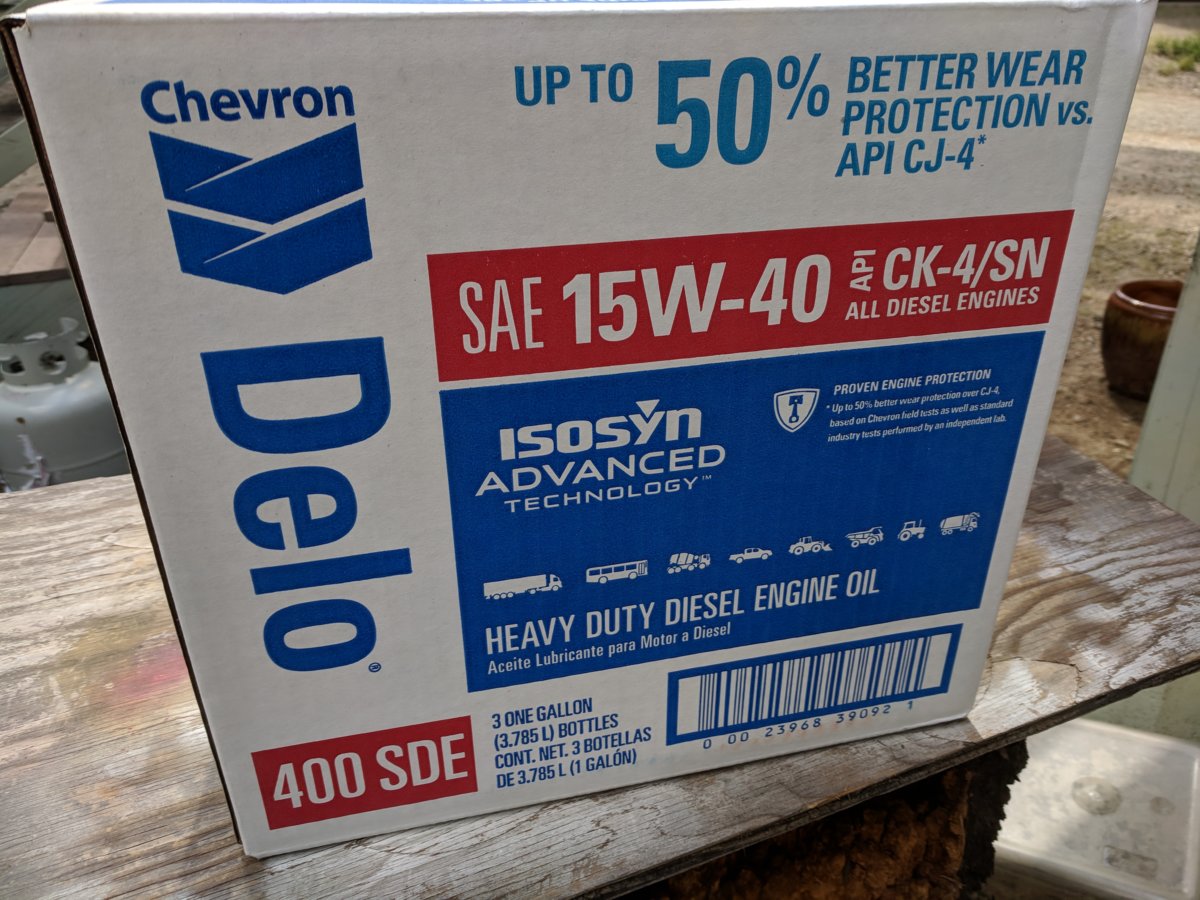 Chevron
Delo®
400 SDE
UP TO 50% BETTER WEAR
PROTECTION vs.
API CJ-4*
SAE 15W-40 API CK-4/SN
ALL DIESEL ENGINES
ISOSYN
ADVANCED
TECHNOLOGY™
PROVEN ENGINE PROTECTION
* Up to 50% better wear protection over CJ-4,
based on Chevron field tests as well as standard
industry tests performed by an independent lab.
HEAVY DUTY DIESEL ENGINE OIL
Aceite Lubricante para Motor a Diesel
3 ONE GALLON
(3.785 L) BOTTLES
CONT. NET. 3 BOTELLAS
DE 3.785 L (1 GALÓN)
0 00 23968 39092 1